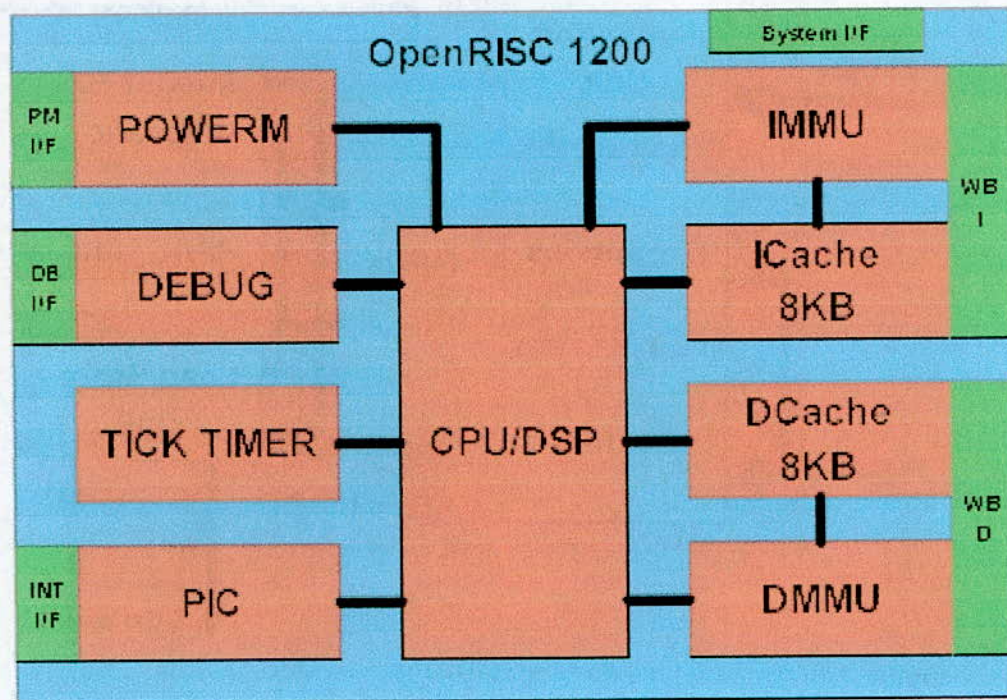 OpenRISC 1200
System I/F
PM
I/F
POWERM
IMMU
WB
I
DB
I/F
DEBUG
ICache
8KB
TICK TIMER
CPU/DSP
DCache
8KB
WB
D
INT
I/F
PIC
DMMU